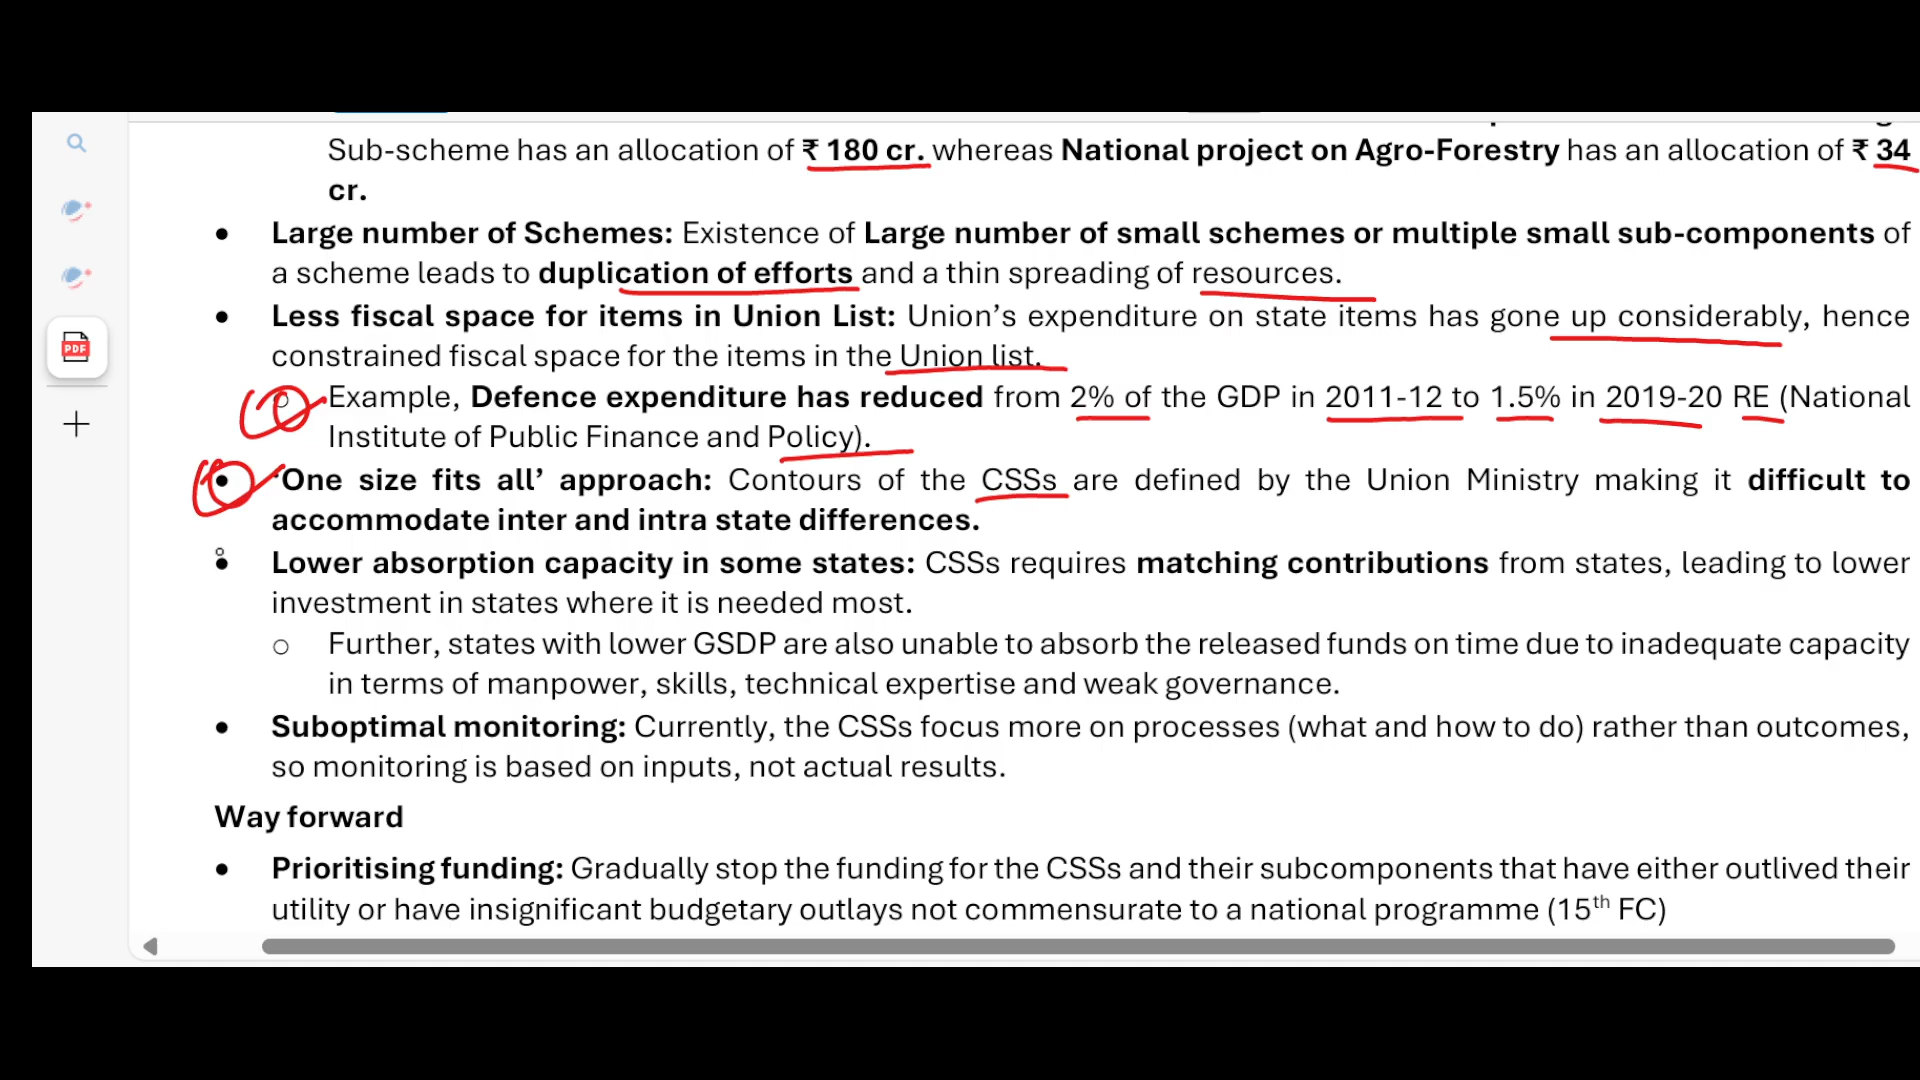 Sub-scheme has an allocation of ₹ 180 cr. whereas National project on Agro-Forestry has an allocation of ₹ 34
cr.
• Large number of Schemes: Existence of Large number of small schemes or multiple small sub-components of
a scheme leads to duplication of efforts and a thin spreading of resources.
• Less fiscal space for items in Union List: Union’s expenditure on state items has gone up considerably, hence
constrained fiscal space for the items in the Union list.
○ Example, Defence expenditure has reduced from 2% of the GDP in 2011-12 to 1.5% in 2019-20 RE (National
Institute of Public Finance and Policy).
• ‘One size fits all’ approach: Contours of the CSSs are defined by the Union Ministry making it difficult to
accommodate inter and intra state differences.
• Lower absorption capacity in some states: CSSs requires matching contributions from states, leading to lower
investment in states where it is needed most.
○ Further, states with lower GSDP are also unable to absorb the released funds on time due to inadequate capacity
in terms of manpower, skills, technical expertise and weak governance.
• Suboptimal monitoring: Currently, the CSSs focus more on processes (what and how to do) rather than outcomes,
so monitoring is based on inputs, not actual results.
Way forward
• Prioritising funding: Gradually stop the funding for the CSSs and their subcomponents that have either outlived their
utility or have insignificant budgetary outlays not commensurate to a national programme (15th FC)
PDF